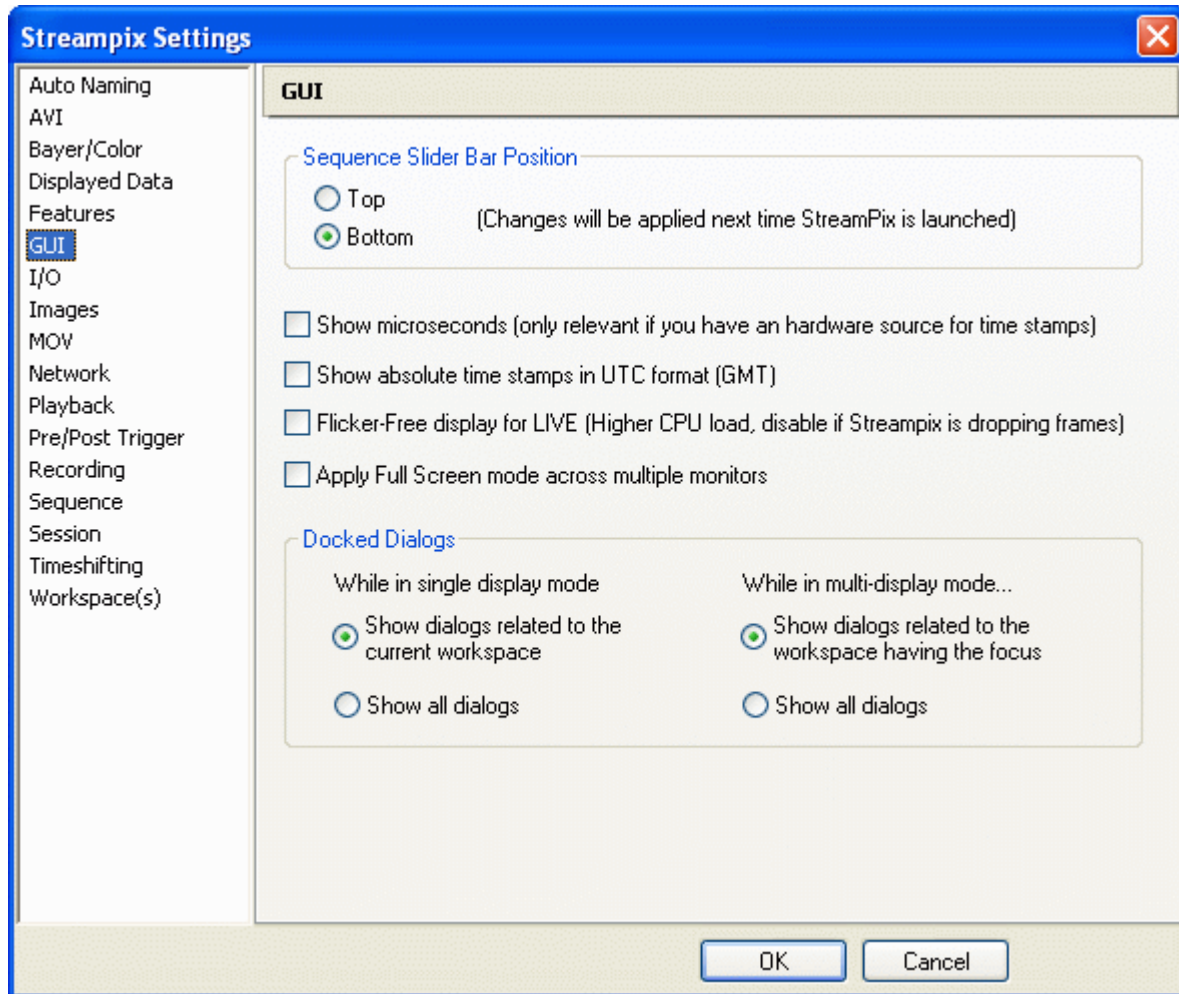 Streampix Settings
Auto Naming
AVI
Bayer/Color
Displayed Data
Features
GUI
I/O
Images
MOV
Network
Playback
Pre/Post Trigger
Recording
Sequence
Session
Timeshifting
Workspace(s)
GUI
Sequence Slider Bar Position
Top
Bottom
(Changes will be applied next time StreamPix is launched)
Show microseconds (only relevant if you have an hardware source for time stamps)
Show absolute time stamps in UTC format (GMT)
Flicker-Free display for LIVE (Higher CPU load, disable if Streampix is dropping frames)
Apply Full Screen mode across multiple monitors
Docked Dialogs
While in single display mode
Show dialogs related to the
current workspace
Show all dialogs
While in multi-display mode...
Show dialogs related to the
workspace having the focus
Show all dialogs
OK
Cancel